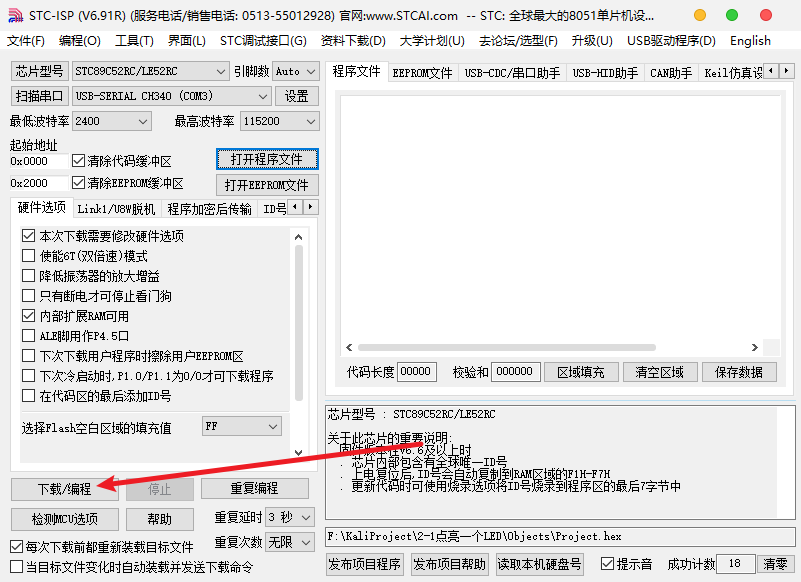 STC-ISP (V6.91R) (服务电话/销售电话: 0513-55012928) 官网:www.STCAI.com -- STC: 全球最大的8051单片机设...
文件(F) 编程(O) 工具(T) 界面(L) STC调试接口(G) 资料下载(D) 大学计划(U) 去论坛/选型(F) 升级(U) USB驱动程序(D) English
芯片型号 STC89C52RC/LE52RC 引脚数 Auto
扫描串口 USB-SERIAL CH340 (COM3) 设置
最低波特率 2400 最高波特率 115200
起始地址
0x0000 清除代码缓冲区 打开程序文件
0x2000 清除EEPROM缓冲区 打开EEPROM文件
硬件选项 Link1/U8W脱机 程序加密后传输 ID号
本次下载需要修改硬件选项
使能6T(双倍速)模式
降低振荡器的放大增益
只有断电才可停止看门狗
内部扩展RAM可用
ALE脚用作P4.5口
下次下载用户程序时擦除用户EEPROM区
下次冷启动时,P1.0/P1.1为0/0才可下载程序
在代码区的最后添加ID号
选择Flash空白区域的填充值 FF
下载/编程 停止 重复编程
检测MCU选项 帮助 重复延时 3 秒
重复次数 无限
每次下载前都重新装载目标文件
当目标文件变化时自动装载并发送下载命令
程序文件 EEPROM文件 USB-CDC/串口助手 USB-HID助手 CAN助手 Keil仿真设
代码长度 00000 校验和 000000 区域填充 清空区域 保存数据
芯片型号 : STC89C52RC/LE52RC
关于此芯片的重要说明:
固件版本在V6.6及以上时
. 芯片内部包含有全球唯一ID号
. 上电复位后,ID号会自动复制到RAM区域的F1H-F7H
. 更新代码时可使用烧录选项将ID号烧录到程序区的最后7字节中
F:\KaliProject\2-1点亮一个LED\Objects\Project.hex
发布项目程序 发布项目帮助 读取本机硬盘号 提示音 成功计数 18 清零